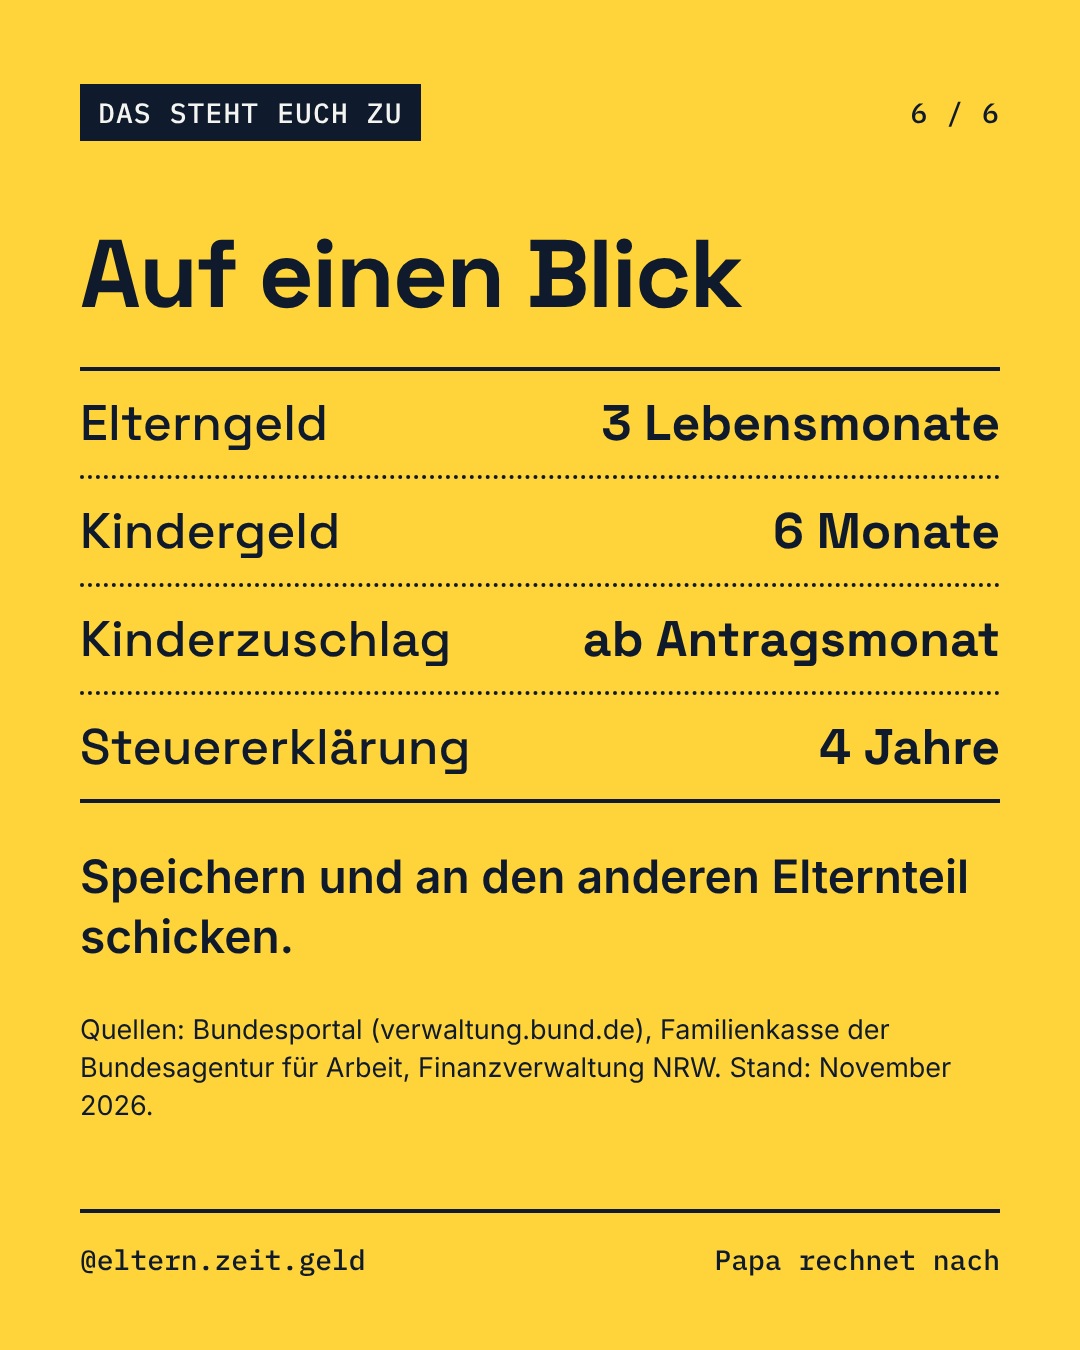 DAS STEHT EUCH ZU
6 / 6
Auf einen Blick
Elterngeld 3 Lebensmonate
Kindergeld 6 Monate
Kinderzuschlag ab Antragsmonat
Steuererklärung 4 Jahre
Speichern und an den anderen Elternteil
schicken.
Quellen: Bundesportal (verwaltung.bund.de), Familienkasse der
Bundesagentur für Arbeit, Finanzverwaltung NRW. Stand: November
2026.
@eltern.zeit.geld
Papa rechnet nach